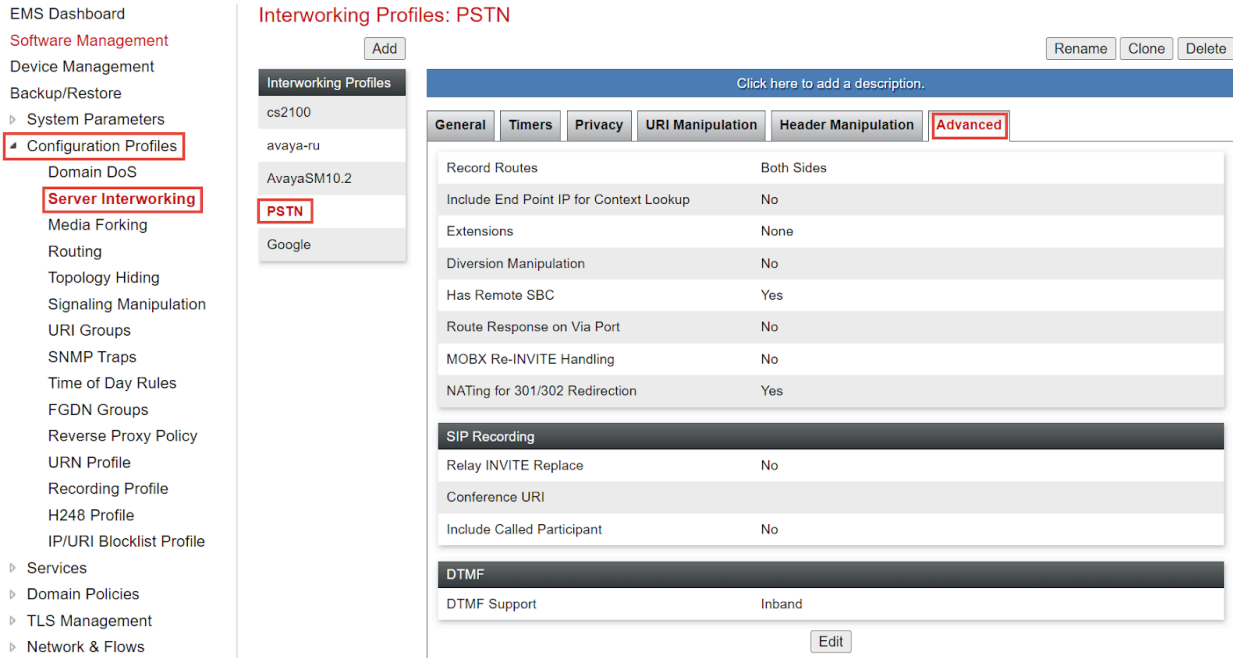 EMS Dashboard
Software Management
Device Management
Backup/Restore
System Parameters
Configuration Profiles
Domain DoS
Server Interworking
Media Forking
Routing
Topology Hiding
Signaling Manipulation
URI Groups
SNMP Traps
Time of Day Rules
FGDN Groups
Reverse Proxy Policy
URN Profile
Recording Profile
H248 Profile
IP/URI Blocklist Profile
Services
Domain Policies
TLS Management
Network & Flows
Interworking Profiles: PSTN
Add
Rename Clone Delete
Interworking Profiles
cs2100
avaya-ru
AvayaSM10.2
PSTN
Google
Click here to add a description.
General Timers Privacy URI Manipulation Header Manipulation Advanced
Record Routes Both Sides
Include End Point IP for Context Lookup No
Extensions None
Diversion Manipulation No
Has Remote SBC Yes
Route Response on Via Port No
MOBX Re-INVITE Handling No
NATing for 301/302 Redirection Yes
SIP Recording
Relay INVITE Replace No
Conference URI
Include Called Participant No
DTMF
DTMF Support Inband
Edit